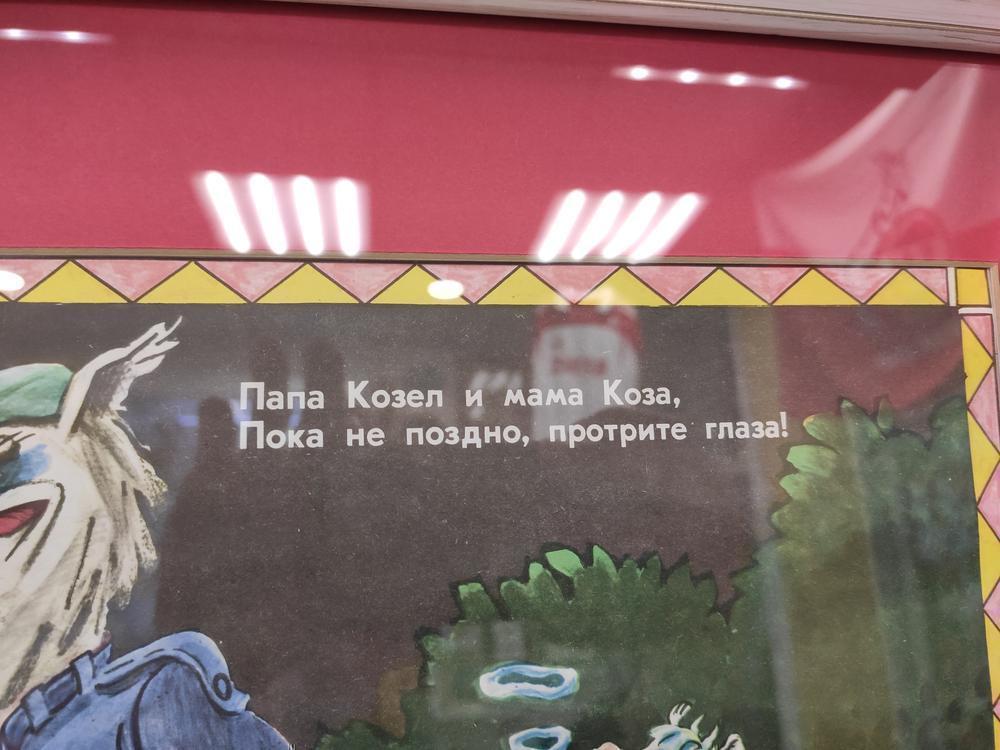 Папа Козел и мама Коза,
Пока не поздно, протрите глаза!